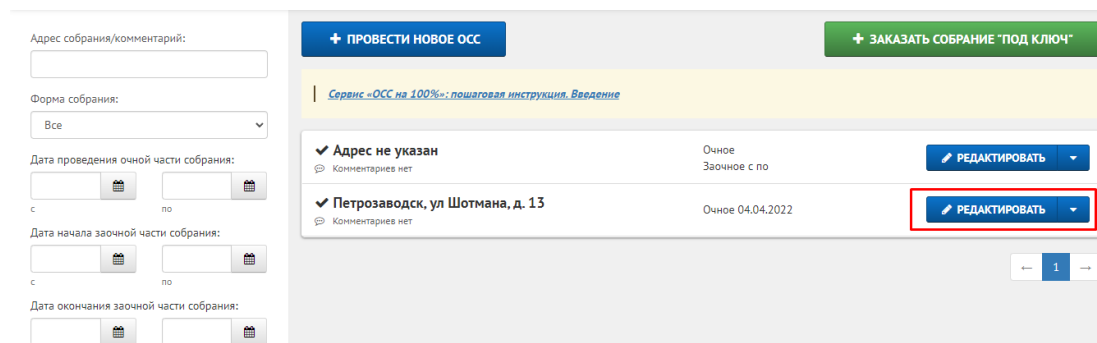 Адрес собрания/комментарий:
Форма собрания:
Все
Дата проведения очной части собрания:
с по
Дата начала заочной части собрания:
с по
Дата окончания заочной части собрания:
+ ПРОВЕСТИ НОВОЕ ОСС
+ ЗАКАЗАТЬ СОБРАНИЕ "ПОД КЛЮЧ"
Сервис «ОСС на 100%»: пошаговая инструкция. Введение
Адрес не указан
Комментариев нет
Очное
Заочное с по
РЕДАКТИРОВАТЬ
Петрозаводск, ул Шотмана, д. 13
Комментариев нет
Очное 04.04.2022
РЕДАКТИРОВАТЬ
← 1 →